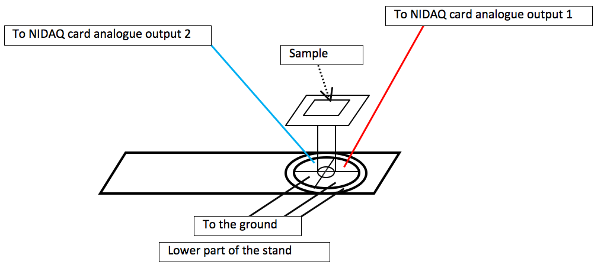 To NIDAQ card analogue output 1
To NIDAQ card analogue output 2
Sample
To the ground
Lower part of the stand